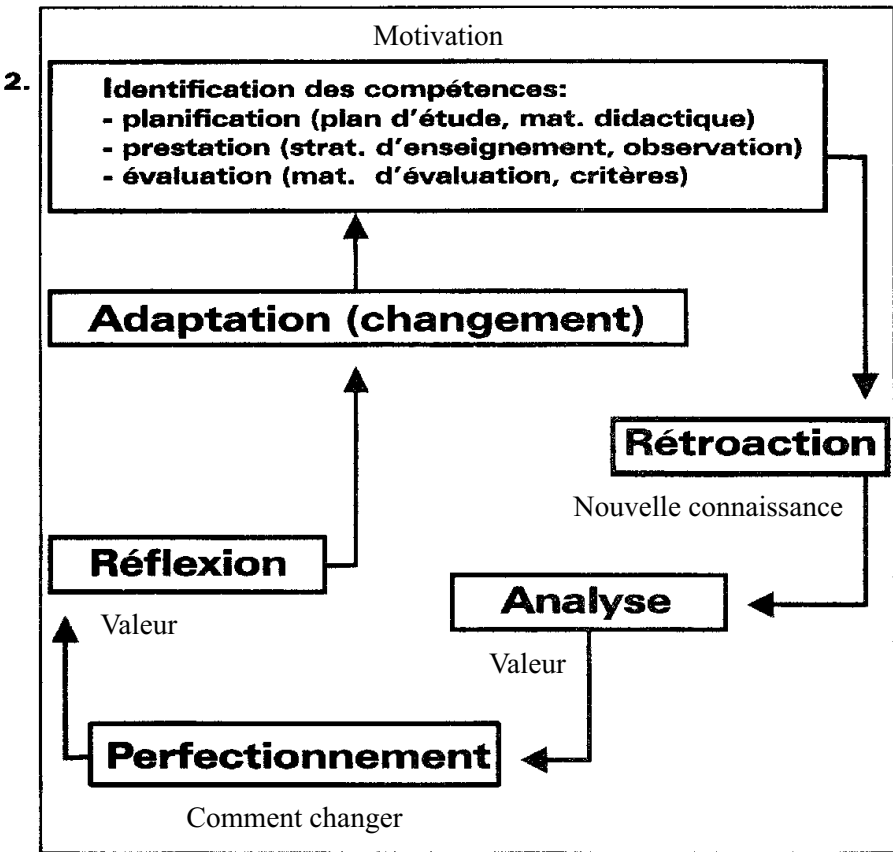 Motivation
2.
Identification des compétences:
- planification (plan d'étude, mat. didactique)
- prestation (strat. d'enseignement, observation)
- évaluation (mat. d'évaluation, critères)
Adaptation (changement)
Rétroaction
Nouvelle connaissance
Réflexion
Analyse
Valeur
Valeur
Perfectionnement
Comment changer